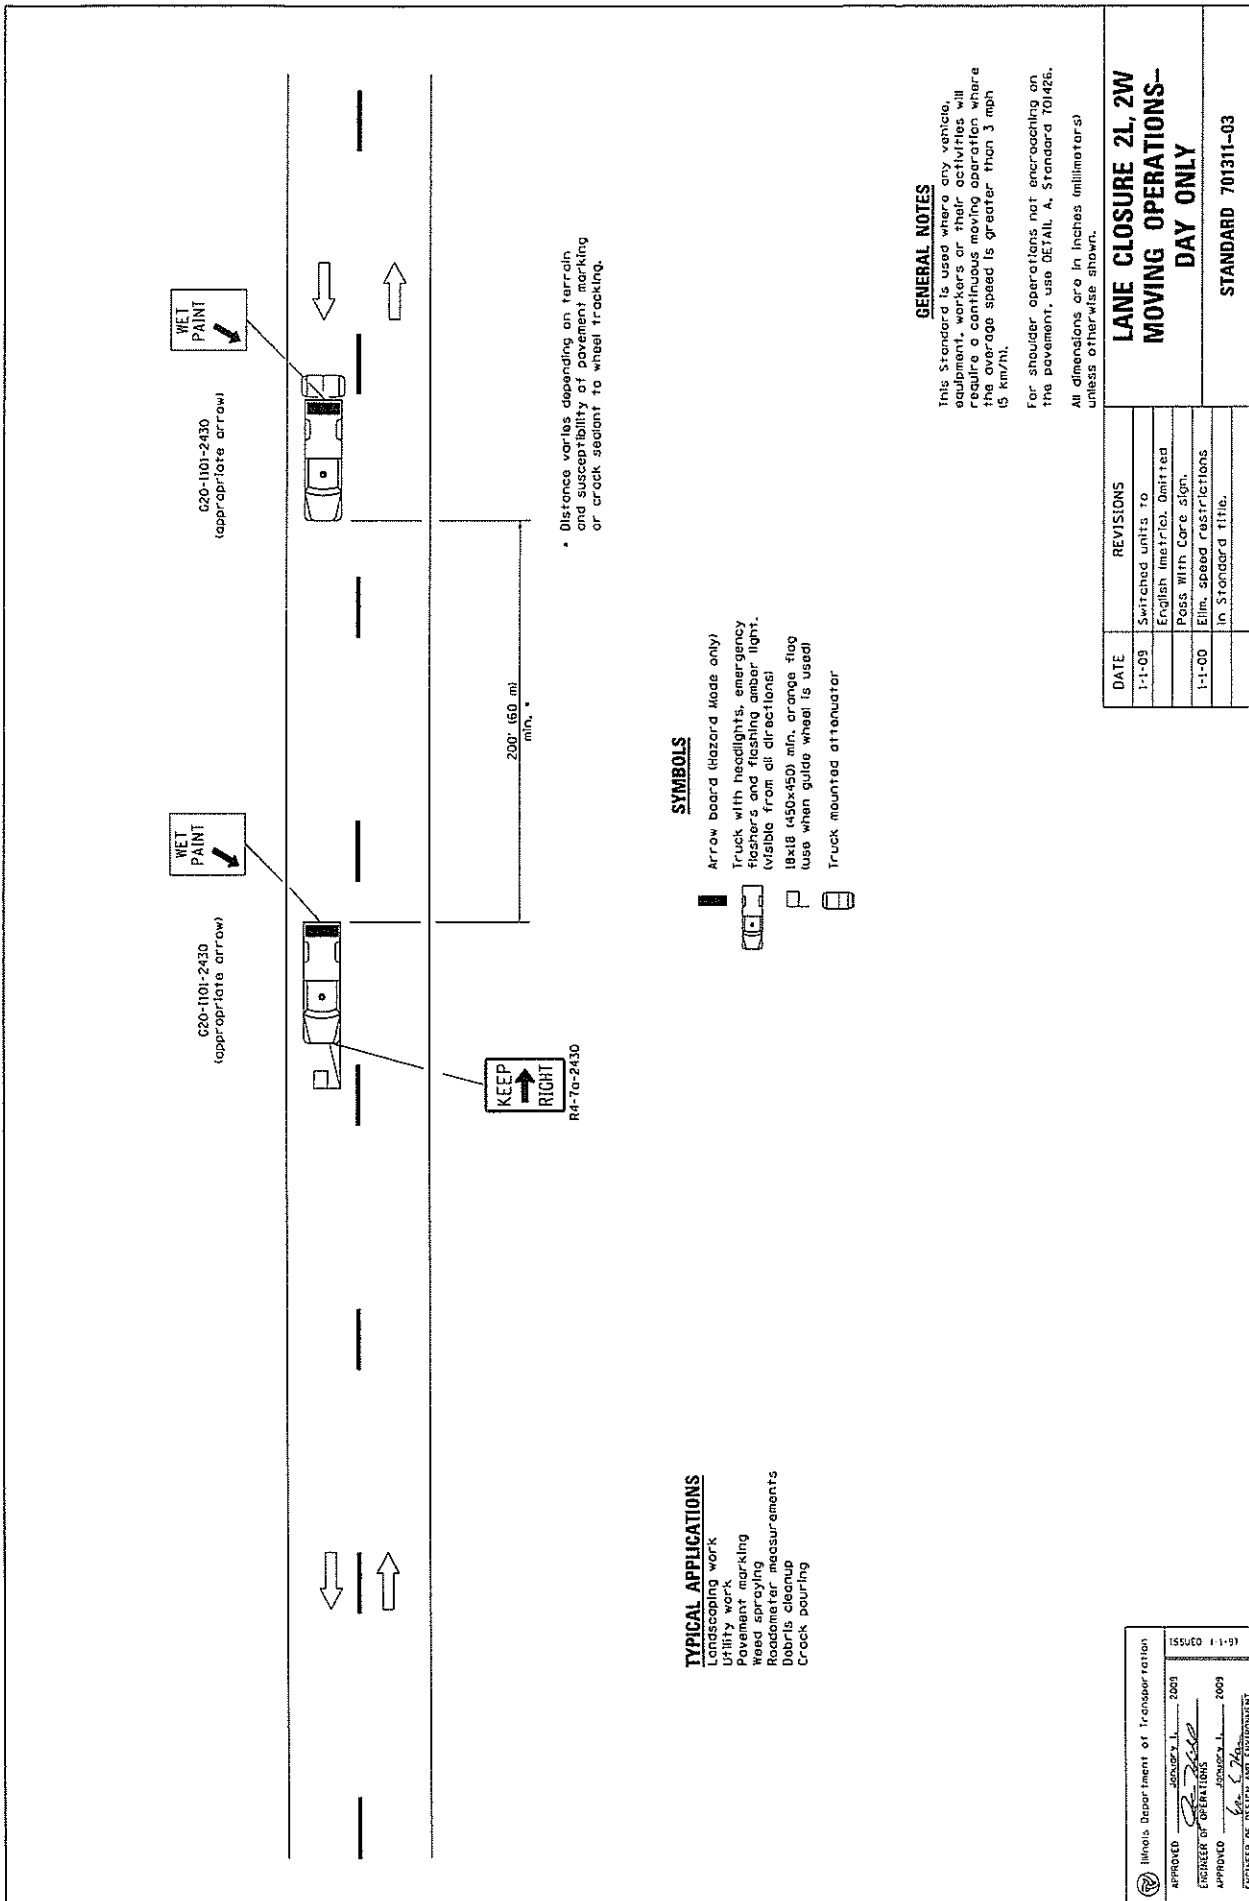 G20-I101-2430
(appropriate arrow)
WET
PAINT
G20-I101-2430
(appropriate arrow)
WET
PAINT
KEEP
RIGHT
R4-7a-2430
200' (60 m)
min. *
* Distance varies depending on terrain
and susceptibility of pavement marking
or crack sealant to wheel tracking.
TYPICAL APPLICATIONS
Landscaping work
Utility work
Pavement marking
Weed spraying
Roadometer measurements
Debris cleanup
Crack pouring
SYMBOLS
Arrow board (Hazard Mode only)
Truck with headlights, emergency
flashers and flashing amber light.
(visible from all directions)
18x18 (450x450) min. orange flag
(use when guide wheel is used)
Truck mounted attenuator
GENERAL NOTES
This Standard is used where any vehicle,
equipment, workers or their activities will
require a continuous moving operation where
the average speed is greater than 3 mph
(5 km/h).
For shoulder operations not encroaching on
the pavement, use DETAIL A, Standard 701426.
All dimensions are in inches (millimeters)
unless otherwise shown.
Illinois Department of Transportation
APPROVED January 1, 2009
ENGINEER OF OPERATIONS
APPROVED January 1, 2009
ENGINEER OF DESIGN AND ENVIRONMENT
ISSUED 1-1-97
DATE REVISIONS
1-1-09 Switched units to
English (metric). Omitted
Pass With Care sign.
1-1-00 Elim. speed restrictions
in Standard title.
LANE CLOSURE 2L, 2W
MOVING OPERATIONS–
DAY ONLY
STANDARD 701311-03